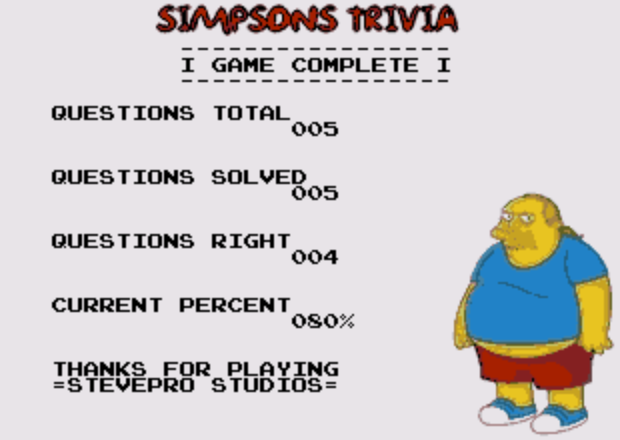 SIMPSONS TRIVIA
------------------
I GAME COMPLETE I
------------------
QUESTIONS TOTAL
005
QUESTIONS SOLVED
005
QUESTIONS RIGHT
004
CURRENT PERCENT
080%
THANKS FOR PLAYING
=STEVEPRO STUDIOS=